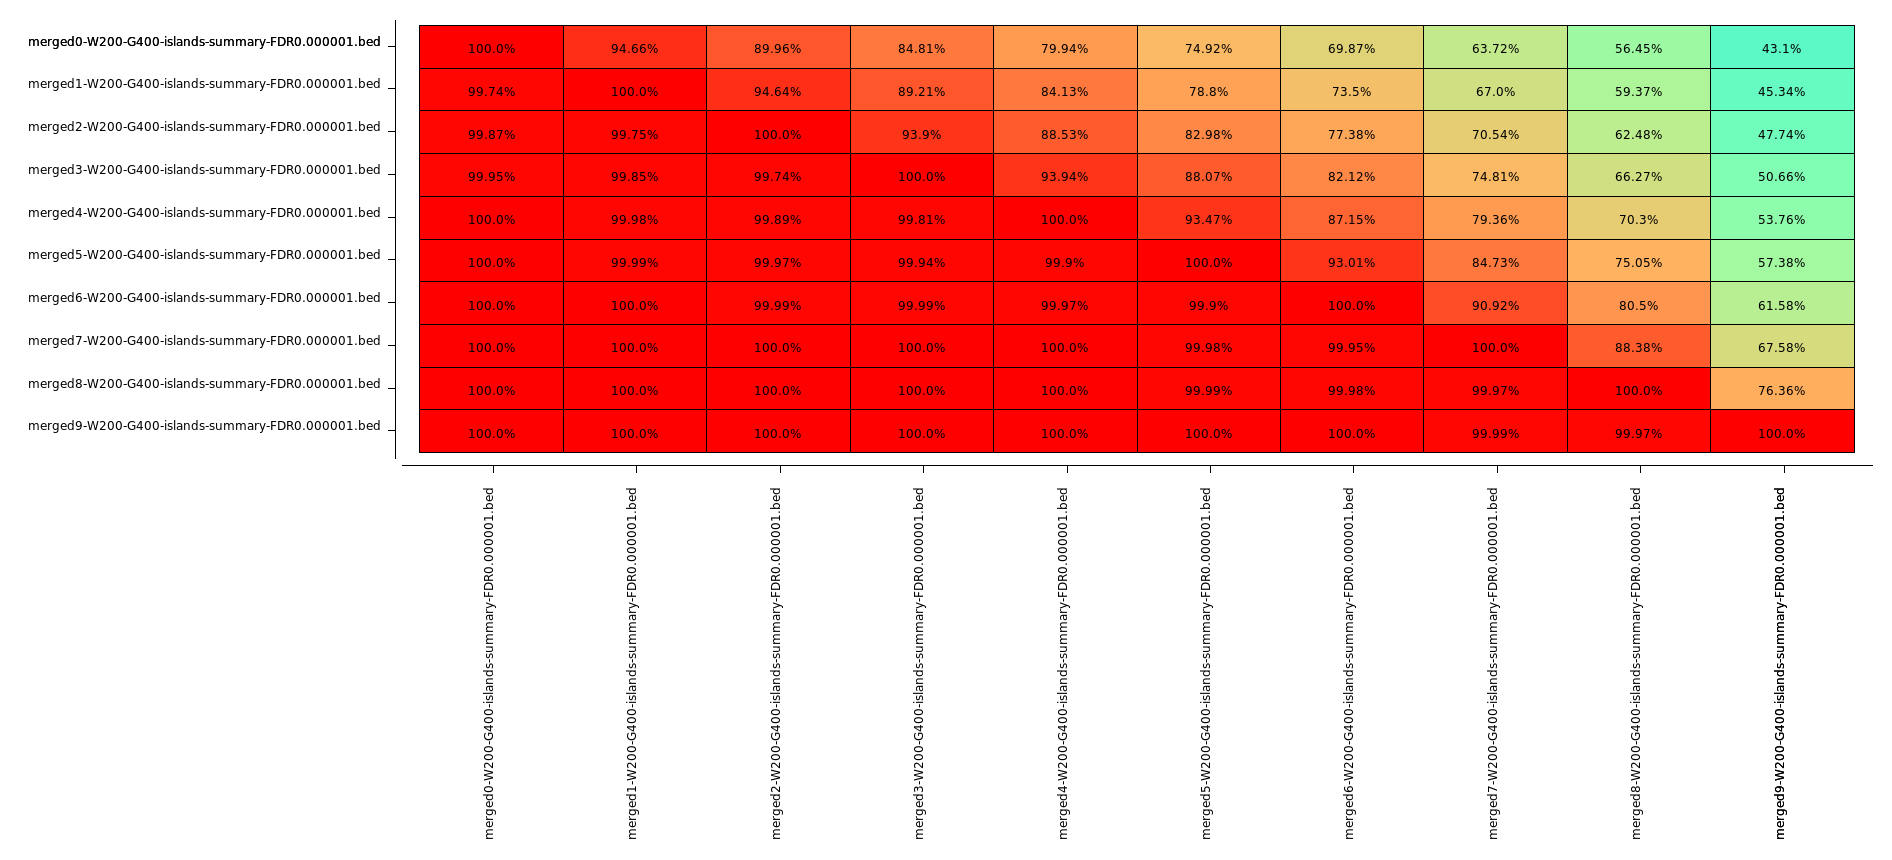 merged0-W200-G400-islands-summary-FDR0.000001.bed 100.0% 94.66% 89.96% 84.81% 79.94% 74.92% 69.87% 63.72% 56.45% 43.1%
merged1-W200-G400-islands-summary-FDR0.000001.bed 99.74% 100.0% 94.64% 89.21% 84.13% 78.8% 73.5% 67.0% 59.37% 45.34%
merged2-W200-G400-islands-summary-FDR0.000001.bed 99.87% 99.75% 100.0% 93.9% 88.53% 82.98% 77.38% 70.54% 62.48% 47.74%
merged3-W200-G400-islands-summary-FDR0.000001.bed 99.95% 99.85% 99.74% 100.0% 93.94% 88.07% 82.12% 74.81% 66.27% 50.66%
merged4-W200-G400-islands-summary-FDR0.000001.bed 100.0% 99.98% 99.89% 99.81% 100.0% 93.47% 87.15% 79.36% 70.3% 53.76%
merged5-W200-G400-islands-summary-FDR0.000001.bed 100.0% 99.99% 99.97% 99.94% 99.9% 100.0% 93.01% 84.73% 75.05% 57.38%
merged6-W200-G400-islands-summary-FDR0.000001.bed 100.0% 100.0% 99.99% 99.99% 99.97% 99.9% 100.0% 90.92% 80.5% 61.58%
merged7-W200-G400-islands-summary-FDR0.000001.bed 100.0% 100.0% 100.0% 100.0% 100.0% 99.98% 99.95% 100.0% 88.38% 67.58%
merged8-W200-G400-islands-summary-FDR0.000001.bed 100.0% 100.0% 100.0% 100.0% 100.0% 99.99% 99.98% 99.97% 100.0% 76.36%
merged9-W200-G400-islands-summary-FDR0.000001.bed 100.0% 100.0% 100.0% 100.0% 100.0% 100.0% 100.0% 99.99% 99.97% 100.0%
merged0-W200-G400-islands-summary-FDR0.000001.bed
merged1-W200-G400-islands-summary-FDR0.000001.bed
merged2-W200-G400-islands-summary-FDR0.000001.bed
merged3-W200-G400-islands-summary-FDR0.000001.bed
merged4-W200-G400-islands-summary-FDR0.000001.bed
merged5-W200-G400-islands-summary-FDR0.000001.bed
merged6-W200-G400-islands-summary-FDR0.000001.bed
merged7-W200-G400-islands-summary-FDR0.000001.bed
merged8-W200-G400-islands-summary-FDR0.000001.bed
merged9-W200-G400-islands-summary-FDR0.000001.bed